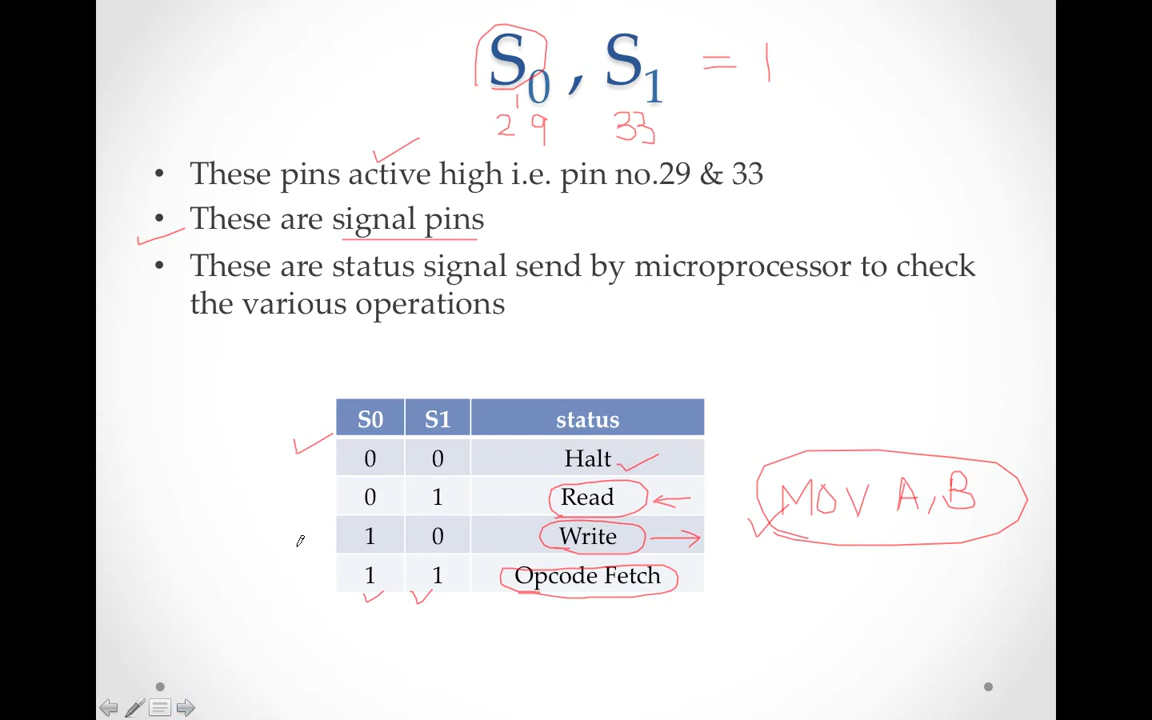 S0 , S1 = 1
29 33
• These pins active high i.e. pin no.29 & 33
• These are signal pins
• These are status signal send by microprocessor to check
the various operations
S0 S1 status
0 0 Halt
0 1 Read
1 0 Write
1 1 Opcode Fetch
MOV A,B